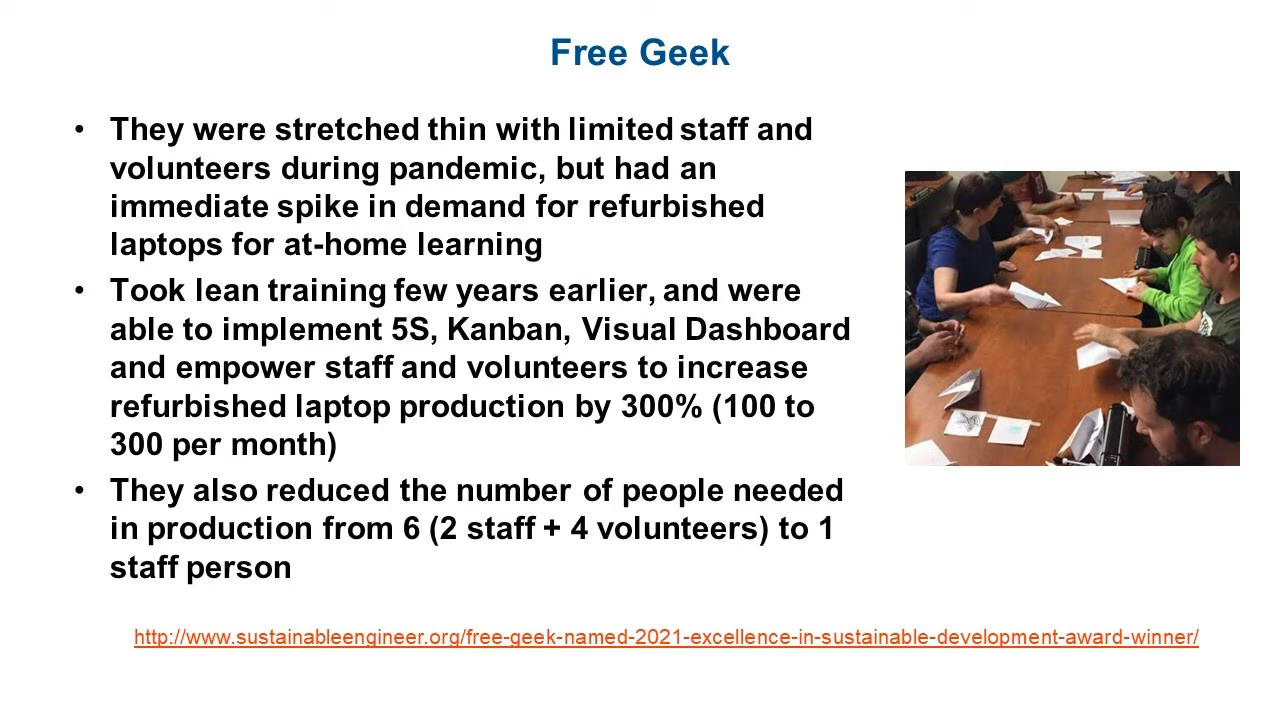 Free Geek
• They were stretched thin with limited staff and
volunteers during pandemic, but had an
immediate spike in demand for refurbished
laptops for at-home learning
• Took lean training few years earlier, and were
able to implement 5S, Kanban, Visual Dashboard
and empower staff and volunteers to increase
refurbished laptop production by 300% (100 to
300 per month)
• They also reduced the number of people needed
in production from 6 (2 staff + 4 volunteers) to 1
staff person
http://www.sustainableengineer.org/free-geek-named-2021-excellence-in-sustainable-development-award-winner/